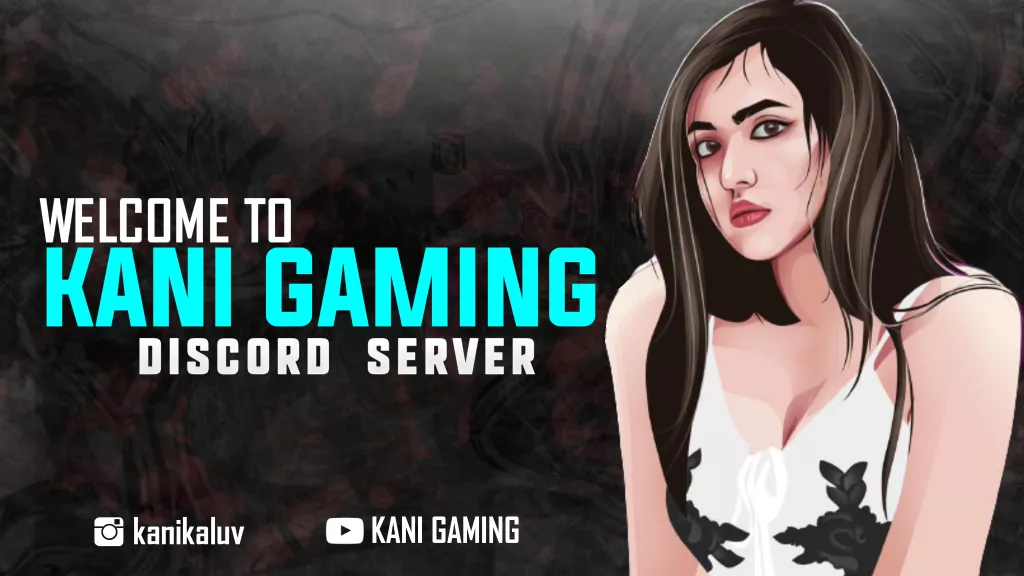 WELCOME TO
KANI GAMING
DISCORD SERVER
kanikaluv
KANI GAMING